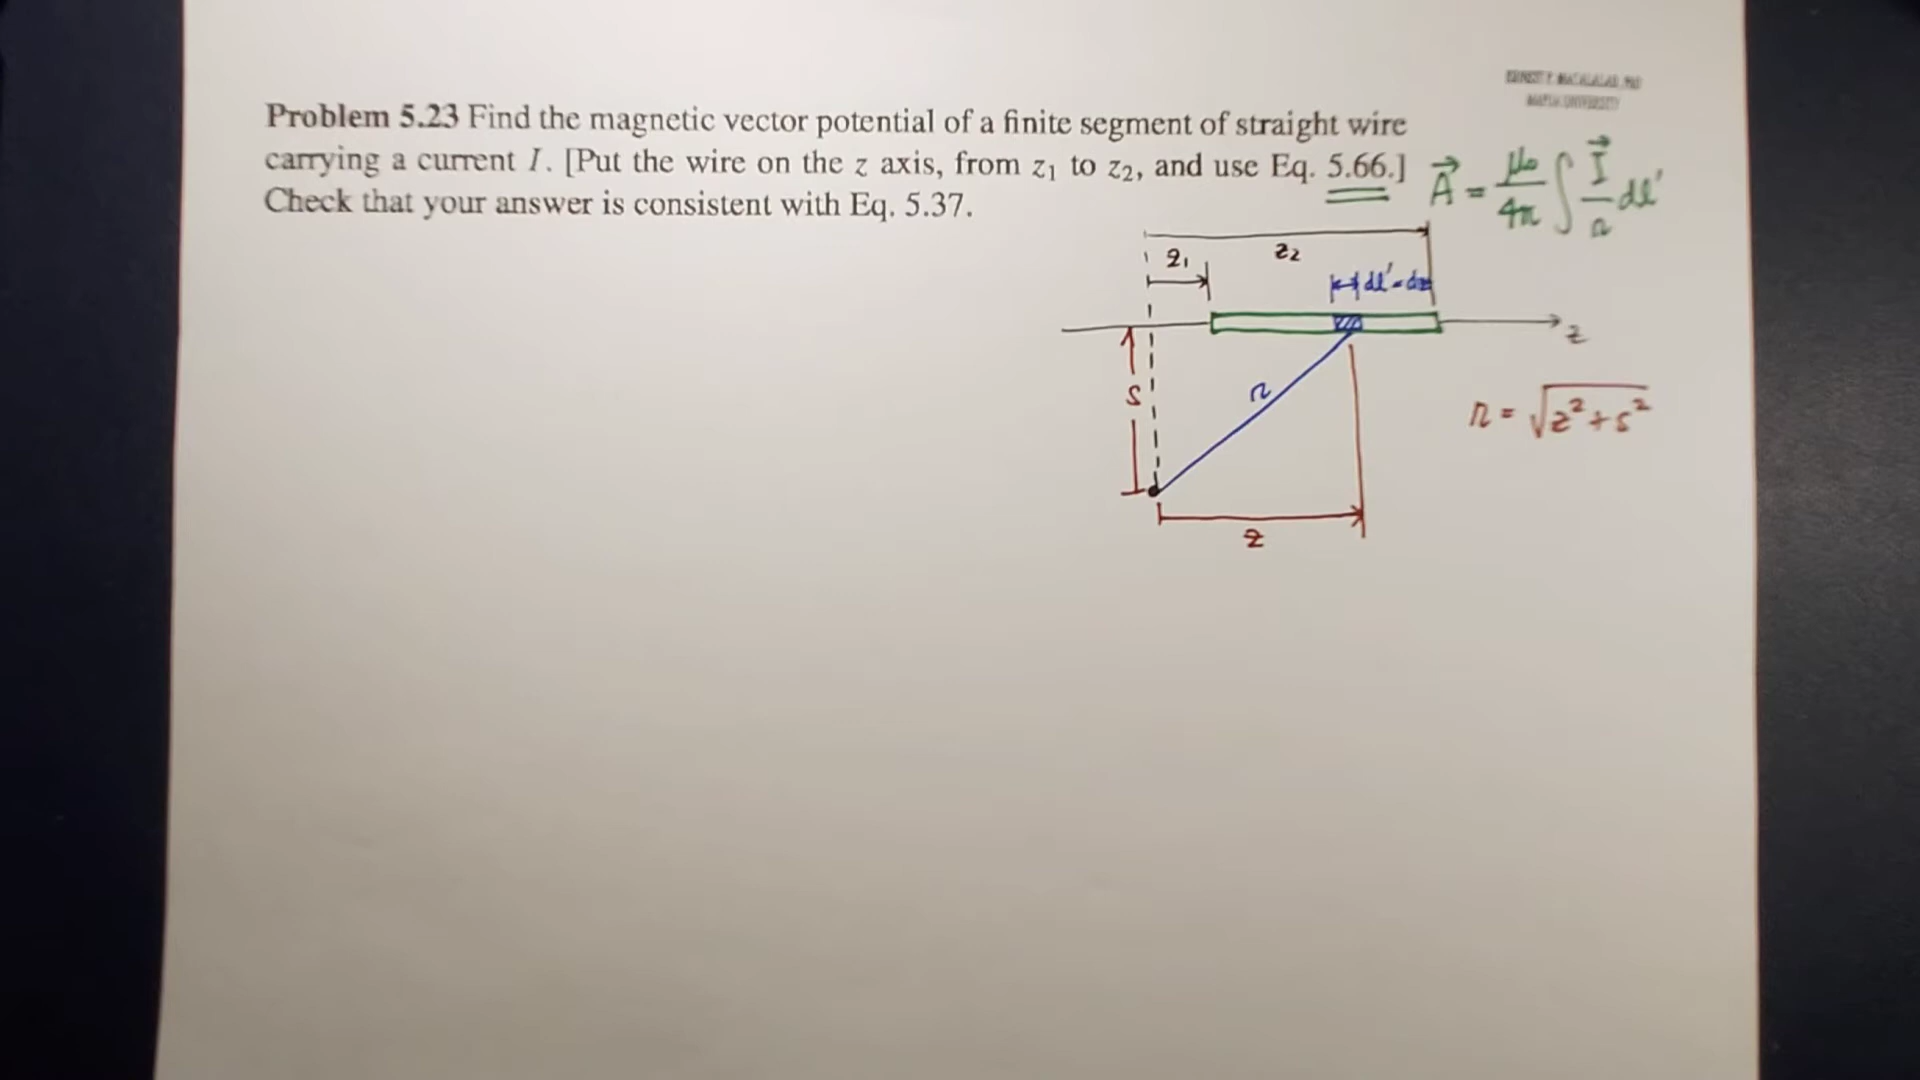 Problem 5.23 Find the magnetic vector potential of a finite segment of straight wire
carrying a current I. [Put the wire on the z axis, from z₁ to z₂, and use Eq. 5.66.]
Check that your answer is consistent with Eq. 5.37.
A⃗ = μ₀/4π ∫ I⃗/r dl'
z₂
z₁
dl' = dz
z
s
r
r = √z² + s²
z